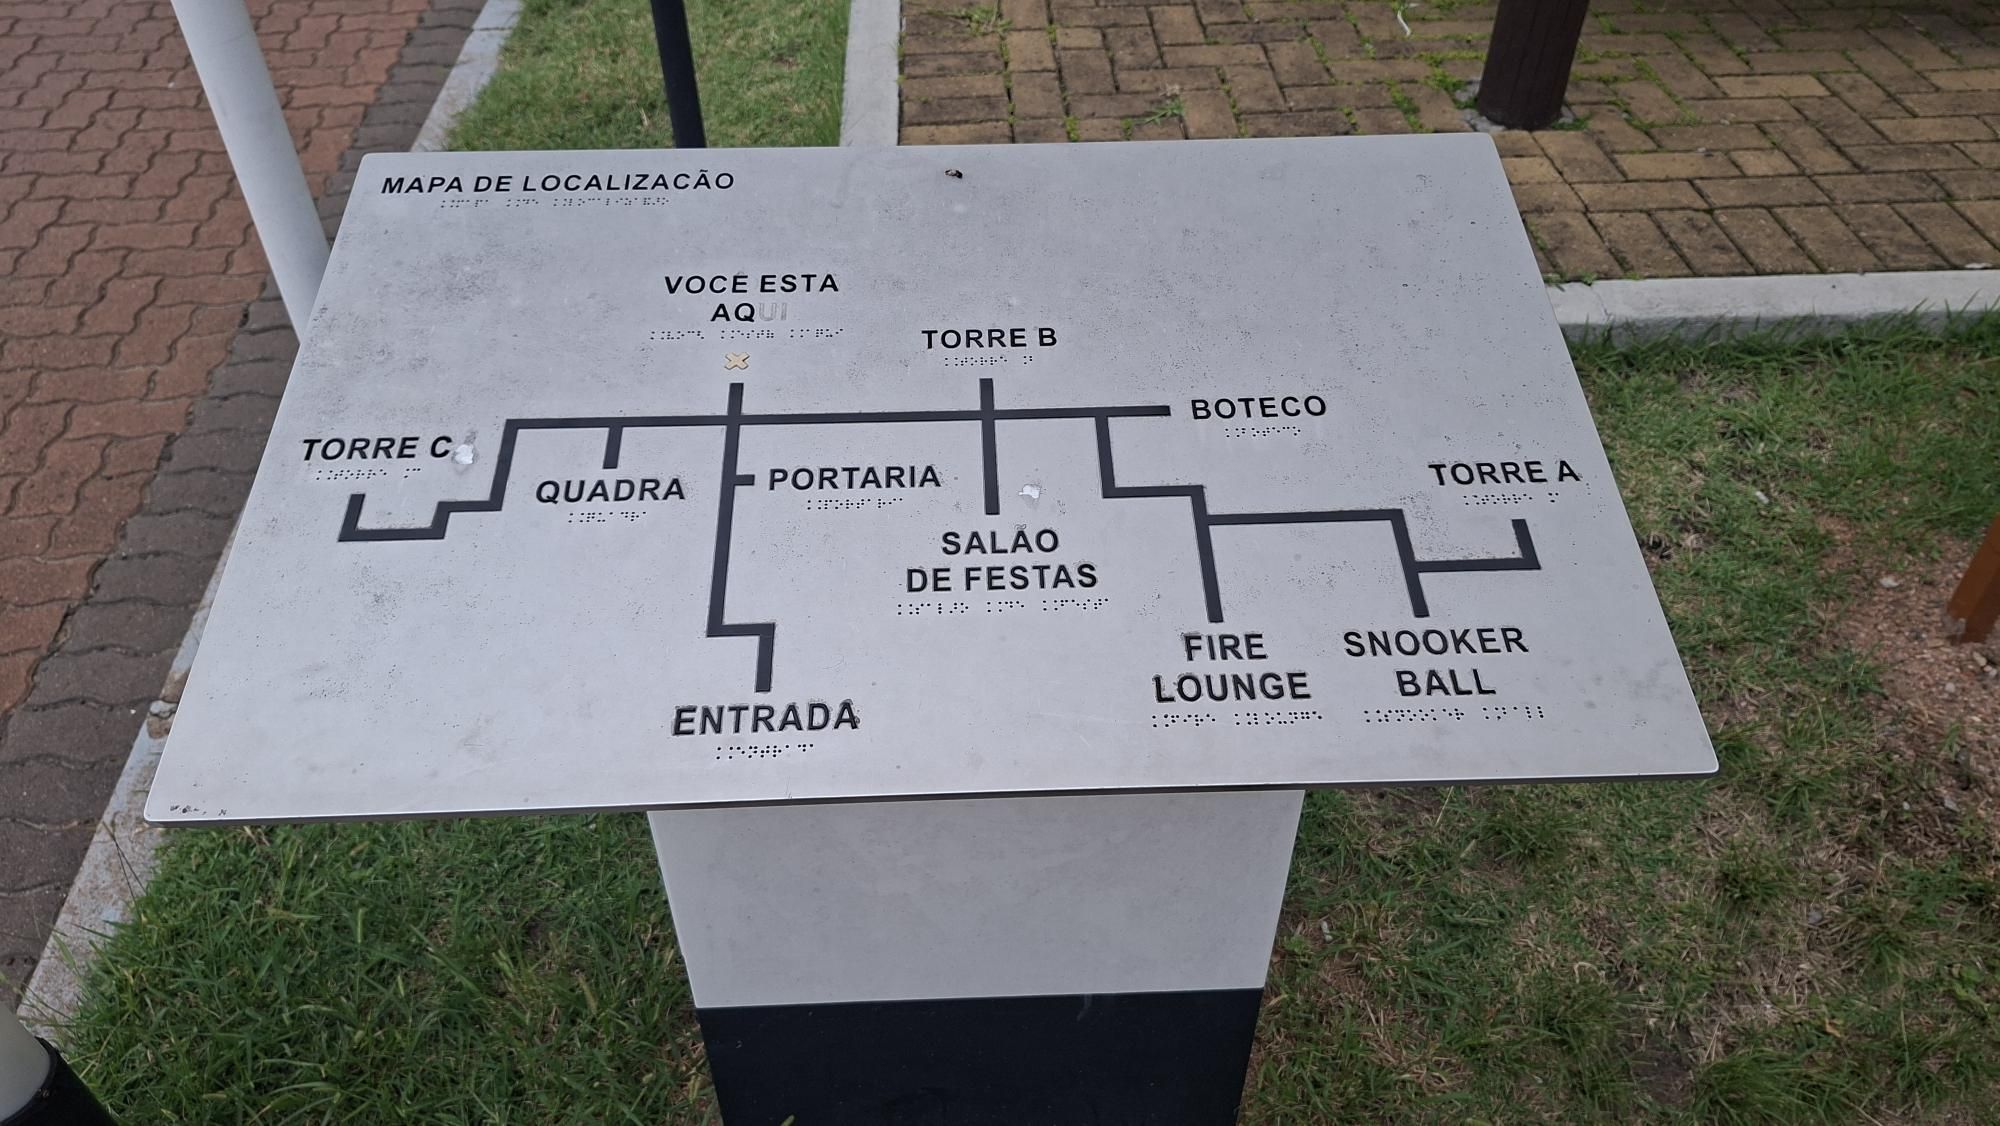 MAPA DE LOCALIZACÃO
VOCE ESTA
AQUI
TORRE B
BOTECO
TORRE C
QUADRA
PORTARIA
TORRE A
SALÃO
DE FESTAS
FIRE
LOUNGE
SNOOKER
BALL
ENTRADA